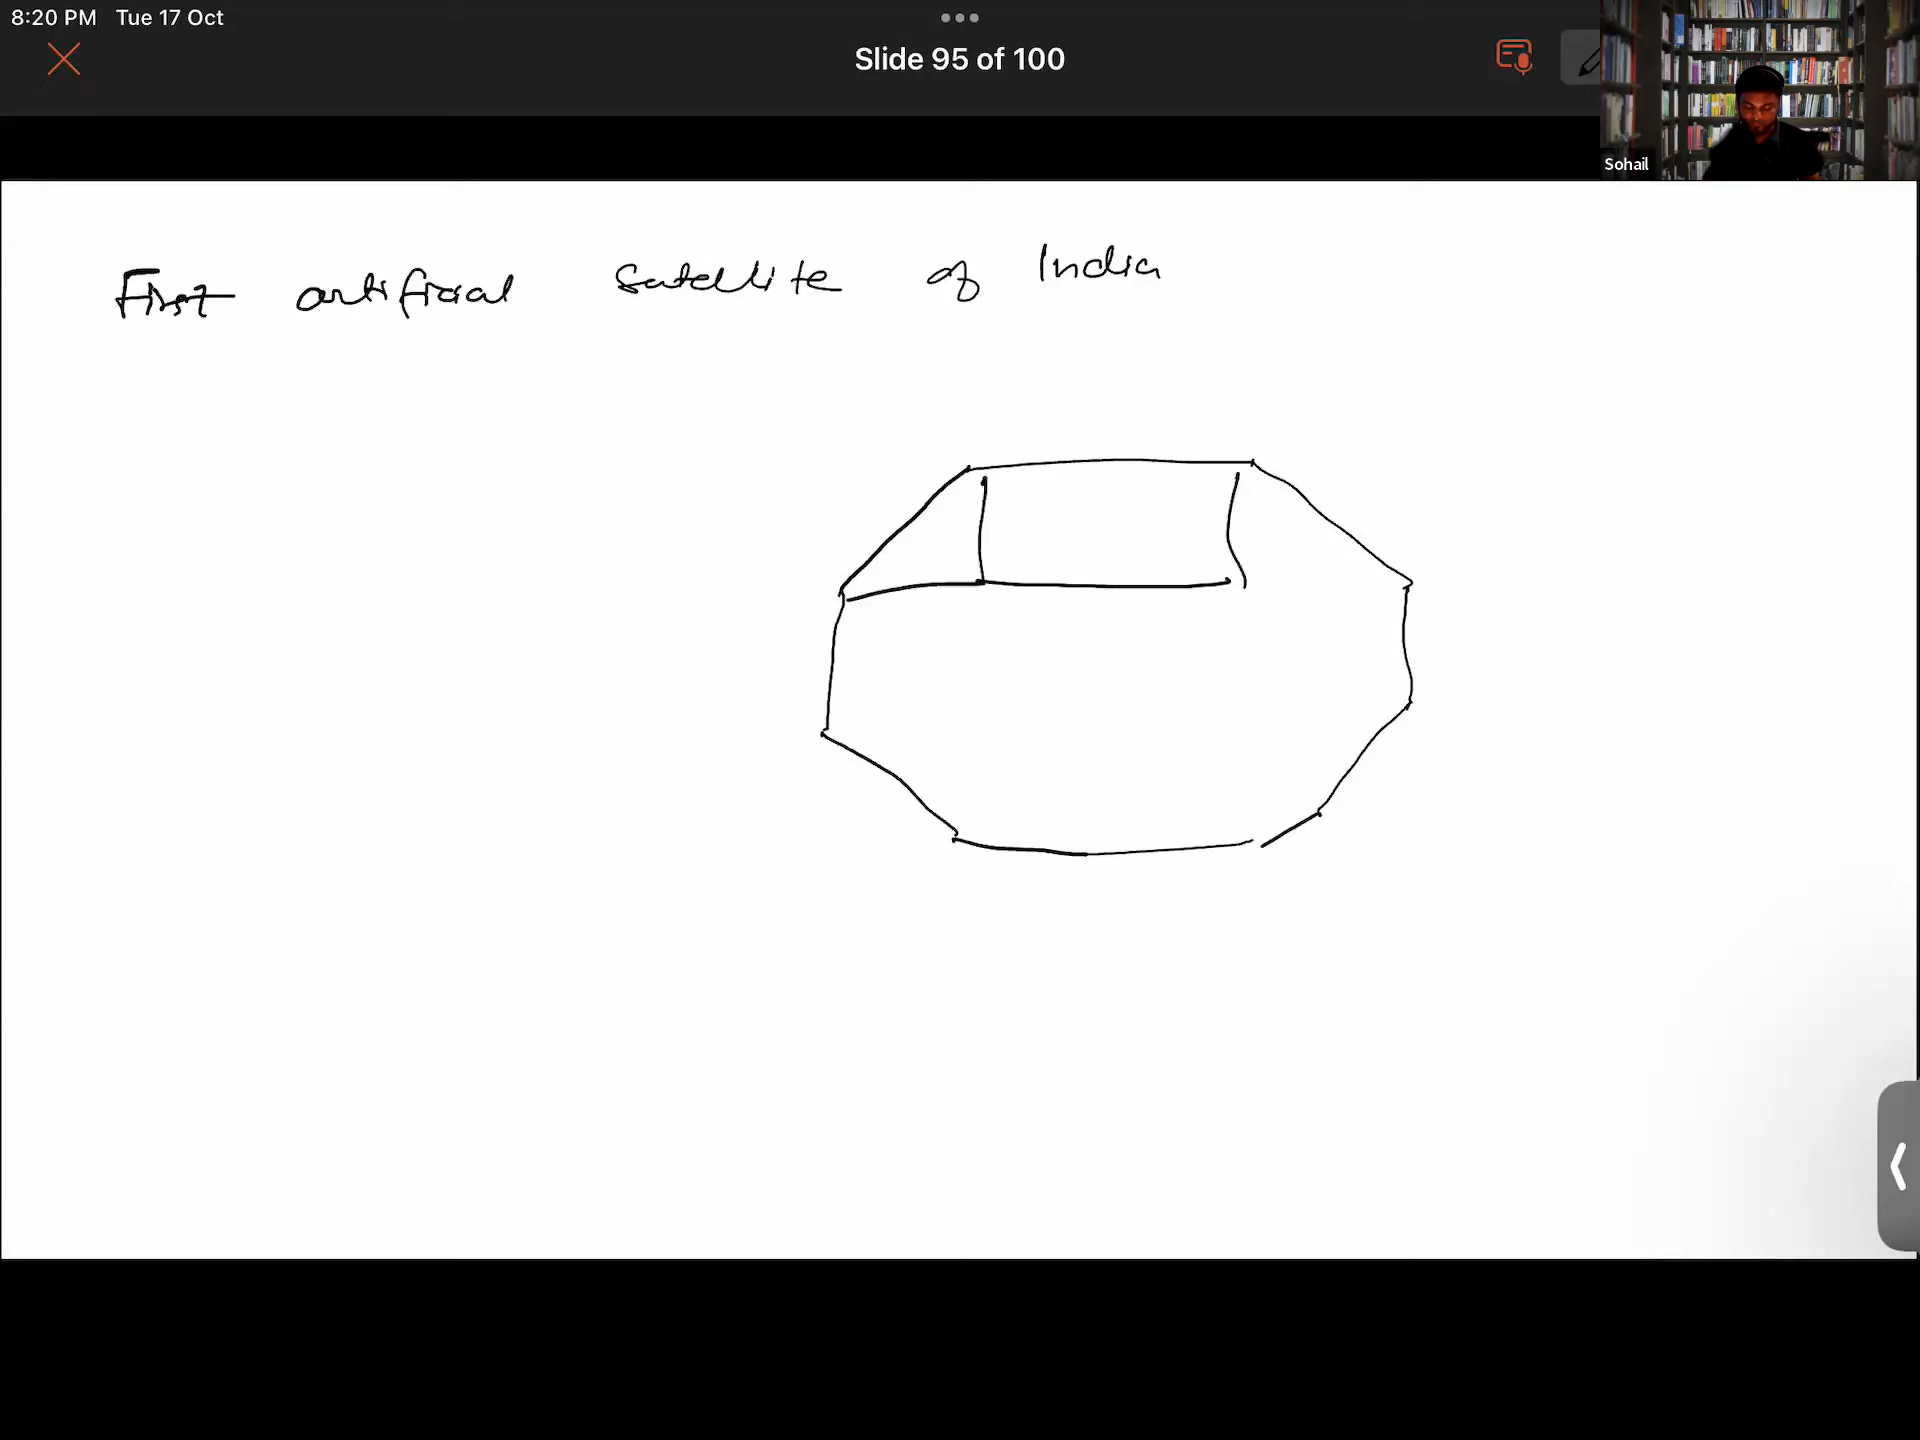 8:20 PM Tue 17 Oct
Slide 95 of 100
Sohail
First artificial satellite of India